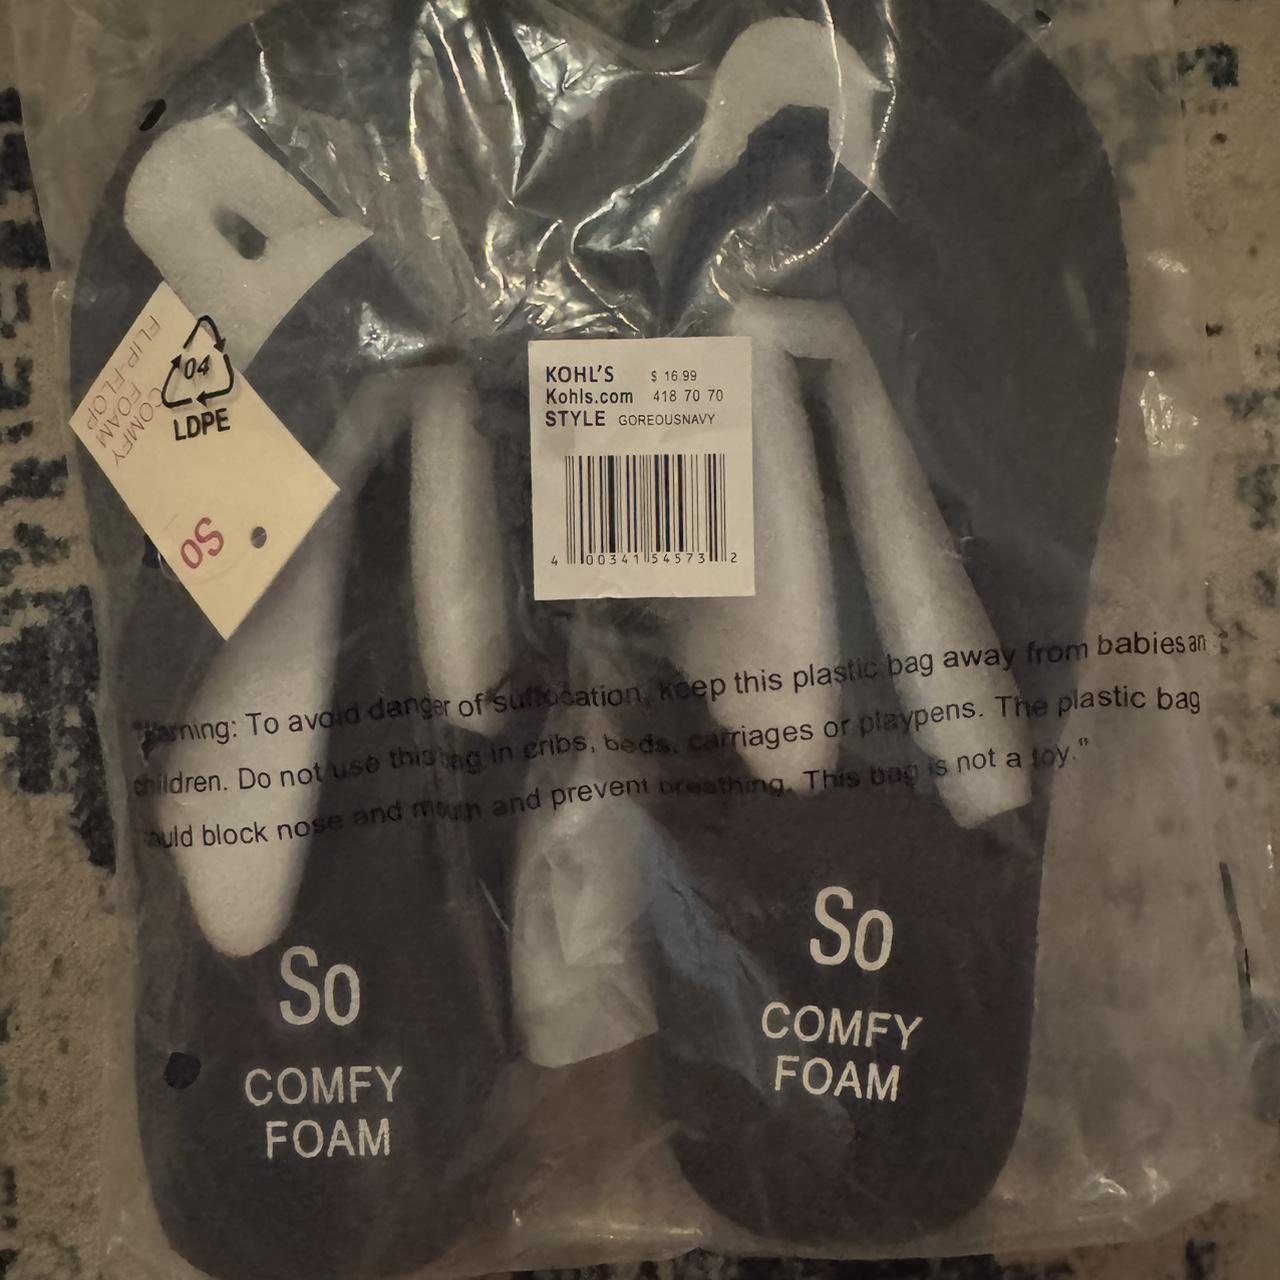 COMFY
FOAM
FLIP-FLOP
04
LDPE
SO
KOHL'S $ 16.99
Kohls.com 418 70 70
STYLE GOREOUSNAVY
4 00341 54573 2
"Warning: To avoid danger of suffocation, keep this plastic bag away from babies an
children. Do not use this bag in cribs, beds, carriages or playpens. The plastic bag
could block nose and mouth and prevent breathing. This bag is not a toy."
So
COMFY
FOAM
So
COMFY
FOAM